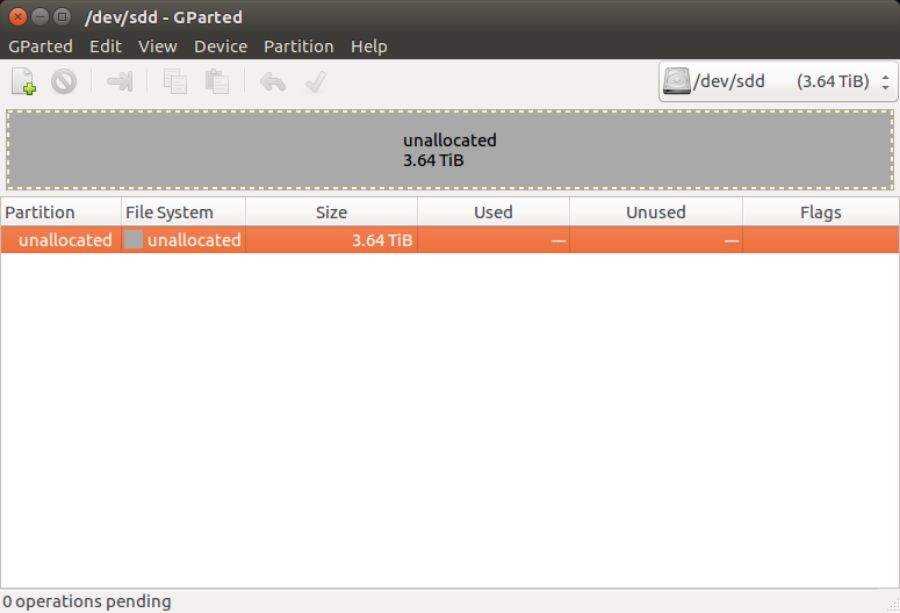 /dev/sdd - GParted
GParted Edit View Device Partition Help
/dev/sdd (3.64 TiB)
unallocated
3.64 TiB
Partition File System Size Used Unused Flags
unallocated unallocated 3.64 TiB — —
0 operations pending